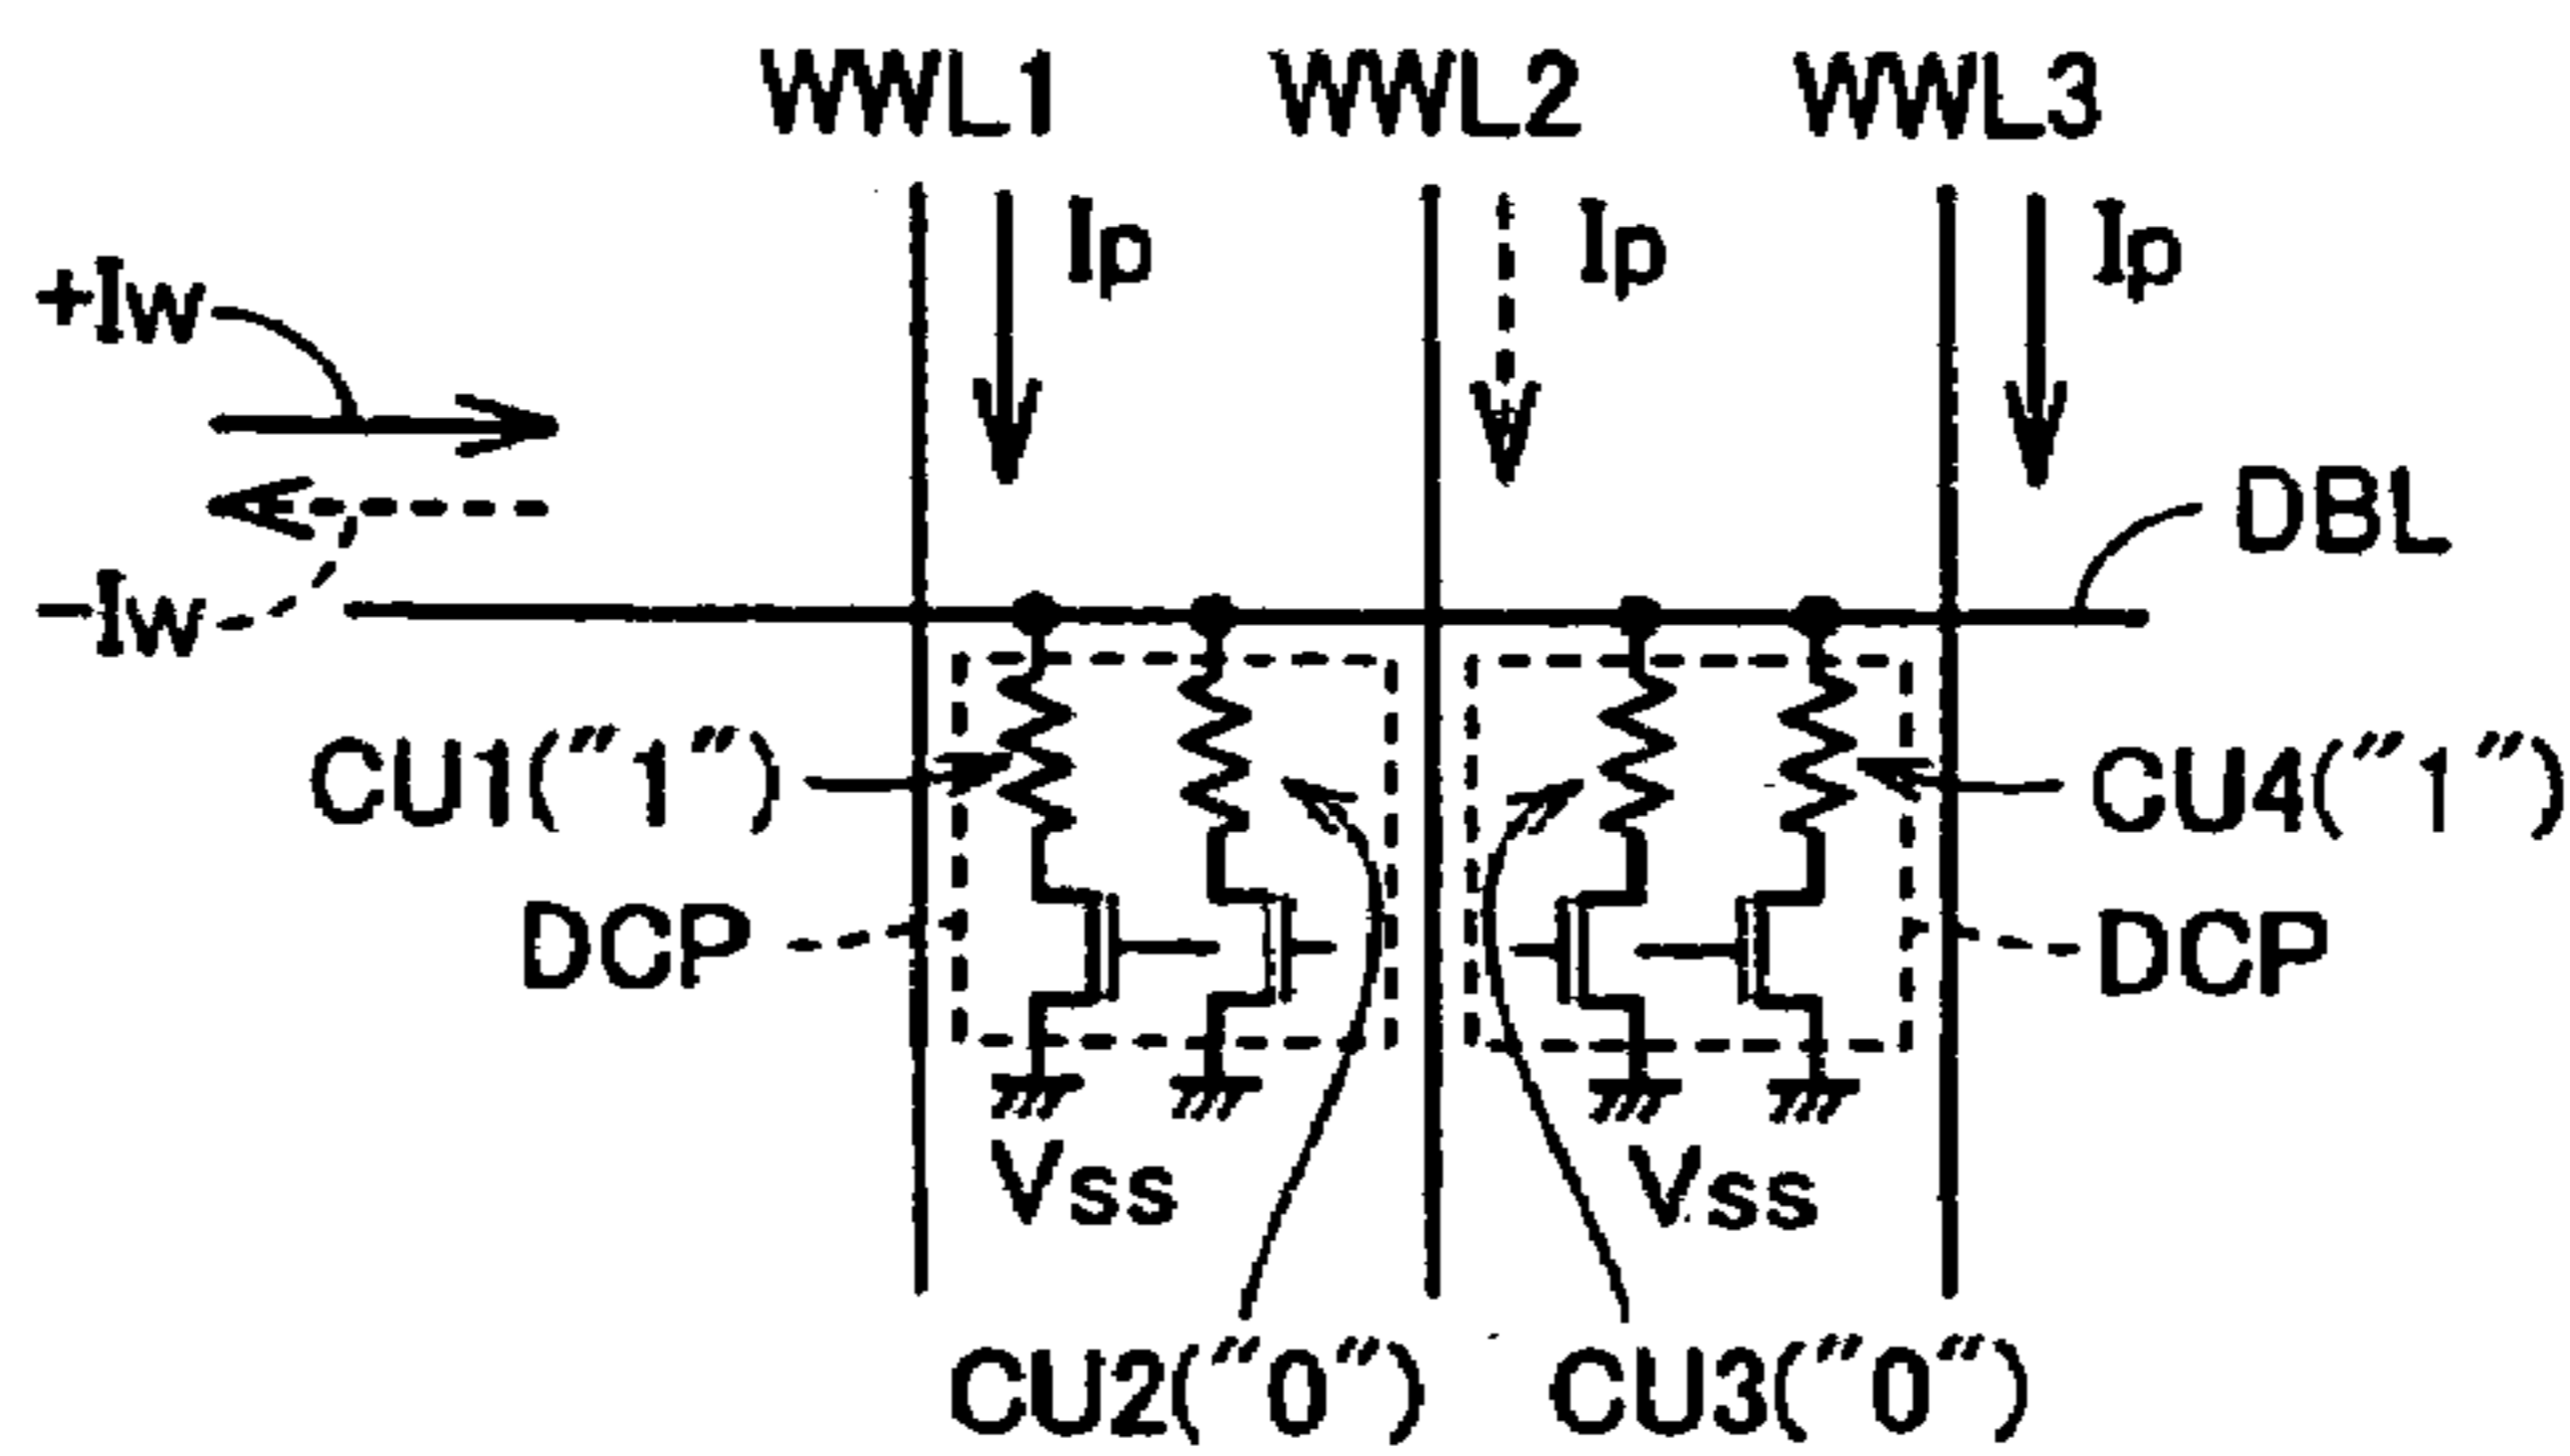 WWL1 WWL2 WWL3
Ip Ip Ip
+Iw
DBL
-Iw
CU1("1") CU4("1")
DCP DCP
Vss Vss
CU2("0") CU3("0")